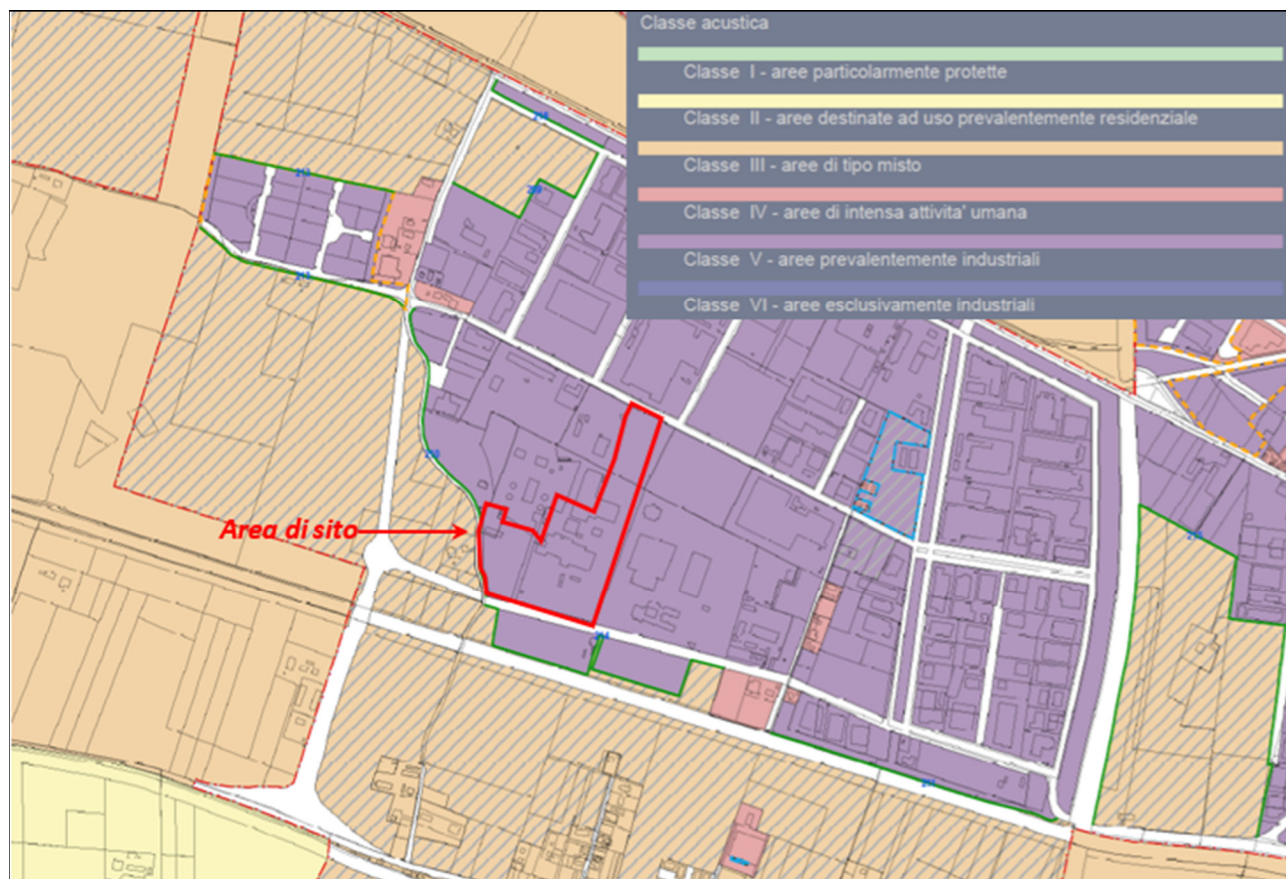 Classe acustica
Classe I - aree particolarmente protette
Classe II - aree destinate ad uso prevalentemente residenziale
Classe III - aree di tipo misto
Classe IV - aree di intensa attivita' umana
Classe V - aree prevalentemente industriali
Classe VI - aree esclusivamente industriali
Area di sito